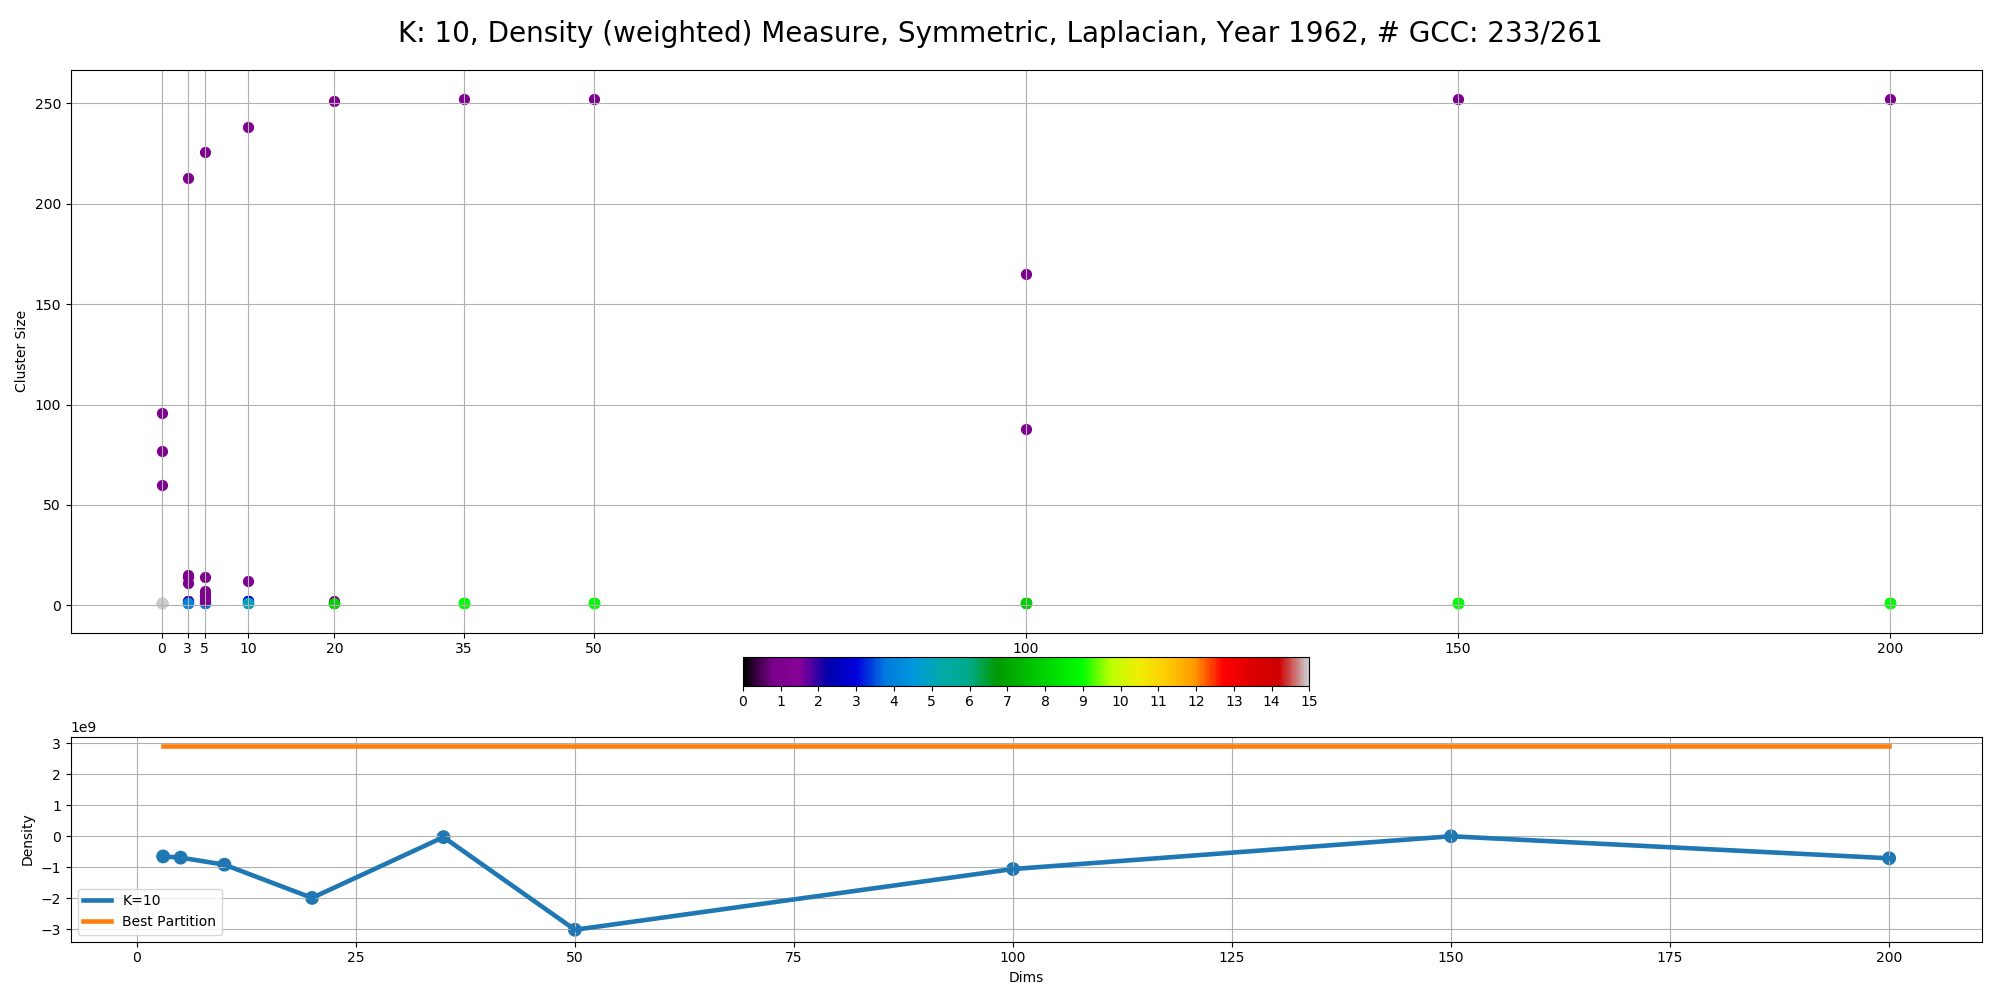 K: 10, Density (weighted) Measure, Symmetric, Laplacian, Year 1962, # GCC: 233/261
250
200
150
100
50
0
Cluster Size
0 3 5 10 20 35 50 100 150 200
0 1 2 3 4 5 6 7 8 9 10 11 12 13 14 15
1e9
3
2
1
0
−1
−2
−3
Density
K=10
Best Partition
0 25 50 75 100 125 150 175 200
Dims